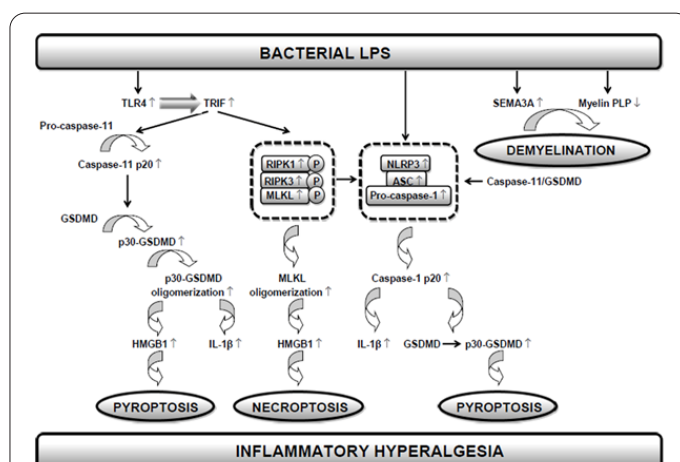 BACTERIAL LPS
TLR4 ↑
TRIF ↑
SEMA3A ↑
Myelin PLP ↓
Pro-caspase-11
Caspase-11 p20 ↑
DEMYELINATION
RIPK1 ↑ P
RIPK3 ↑ P
MLKL ↑ P
NLRP3 ↑
ASC ↑
Pro-caspase-1 ↑
Caspase-11/GSDMD
GSDMD
p30-GSDMD ↑
p30-GSDMD
oligomerization ↑
MLKL
oligomerization ↑
Caspase-1 p20 ↑
HMGB1 ↑
IL-1β ↑
HMGB1 ↑
IL-1β ↑
GSDMD
p30-GSDMD ↑
PYROPTOSIS
NECROPTOSIS
PYROPTOSIS
INFLAMMATORY HYPERALGESIA